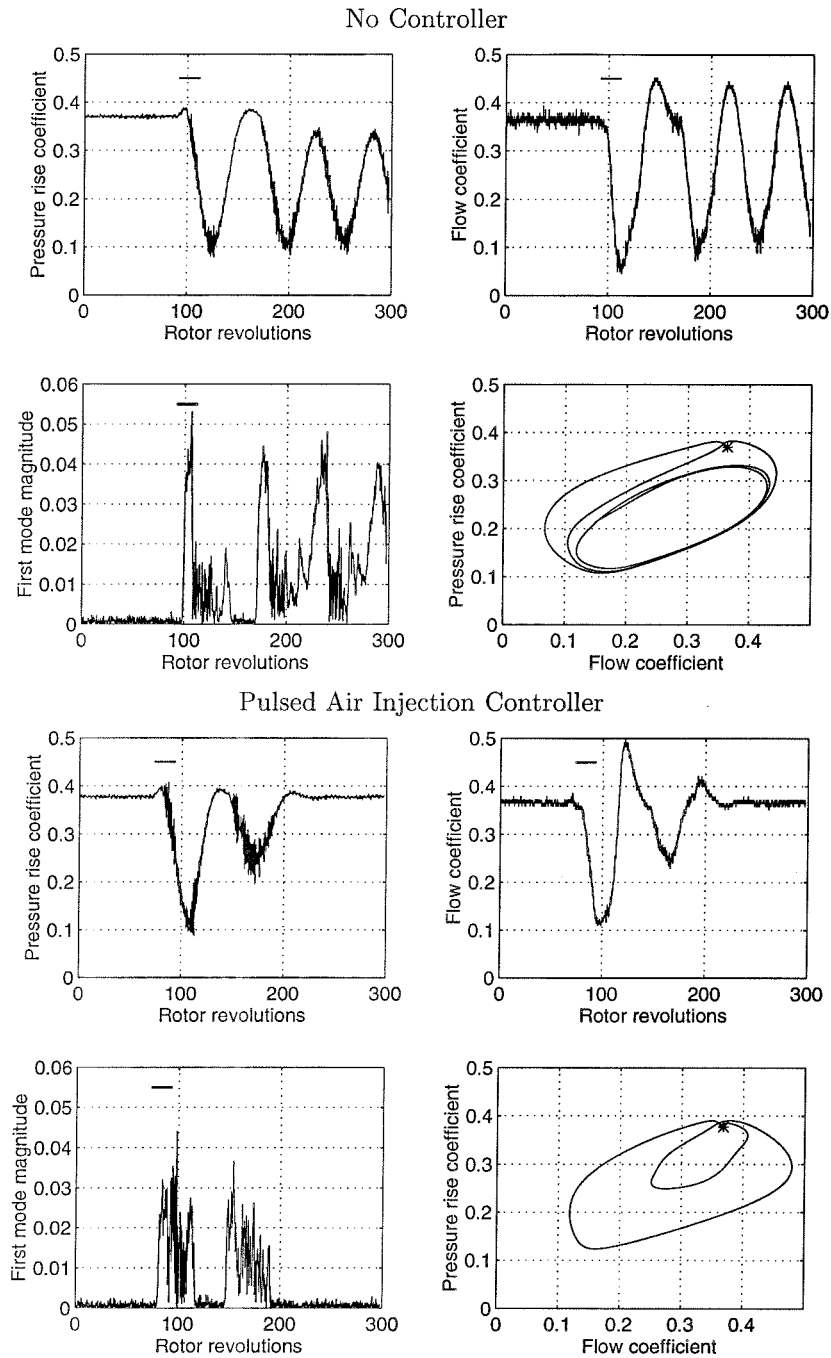 No Controller
Pressure rise coefficient
0.5
0.4
0.3
0.2
0.1
0
0 100 200 300
Rotor revolutions
Flow coefficient
0.5
0.4
0.3
0.2
0.1
0
0 100 200 300
Rotor revolutions
First mode magnitude
0.06
0.05
0.04
0.03
0.02
0.01
0
0 100 200 300
Rotor revolutions
Pressure rise coefficient
0.5
0.4
0.3
0.2
0.1
0
0 0.1 0.2 0.3 0.4
Flow coefficient
Pulsed Air Injection Controller
Pressure rise coefficient
0.5
0.4
0.3
0.2
0.1
0
0 100 200 300
Rotor revolutions
Flow coefficient
0.5
0.4
0.3
0.2
0.1
0
0 100 200 300
Rotor revolutions
First mode magnitude
0.06
0.05
0.04
0.03
0.02
0.01
0
0 100 200 300
Rotor revolutions
Pressure rise coefficient
0.5
0.4
0.3
0.2
0.1
0
0 0.1 0.2 0.3 0.4
Flow coefficient